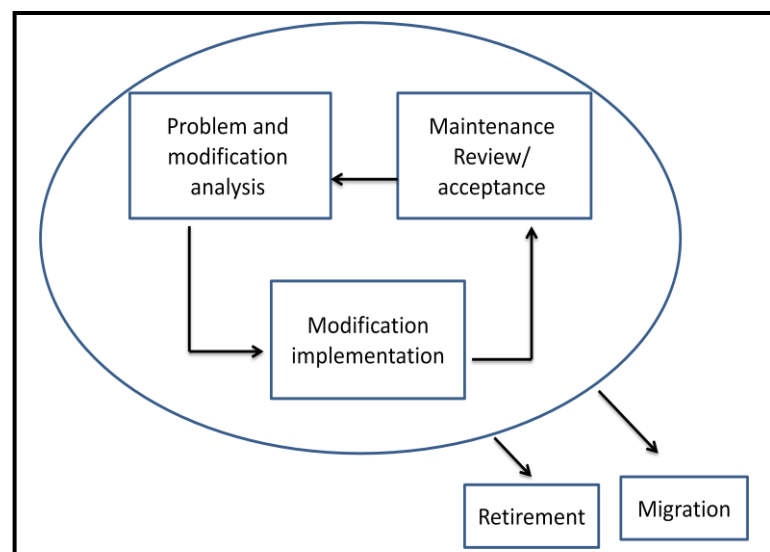 Problem and
modification
analysis
Maintenance
Review/
acceptance
Modification
implementation
Retirement
Migration